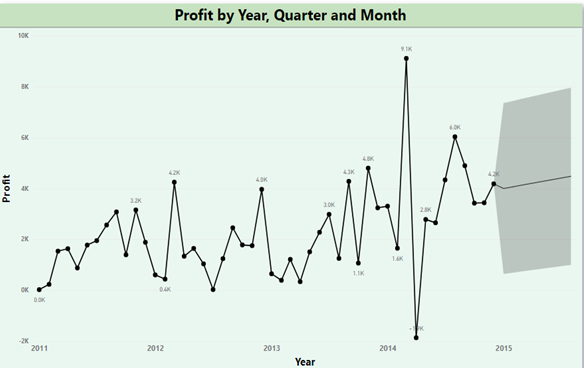 Profit by Year, Quarter and Month
10K
9.1K
8K
6K
6.0K
4.8K
4.3K
4.2K
4.0K
4.2K
4K
3.2K
3.0K
2.8K
2K
1.6K
1.1K
0.4K
0K
0.0K
-2K
Profit
2011 2012 2013 2014 2015
Year